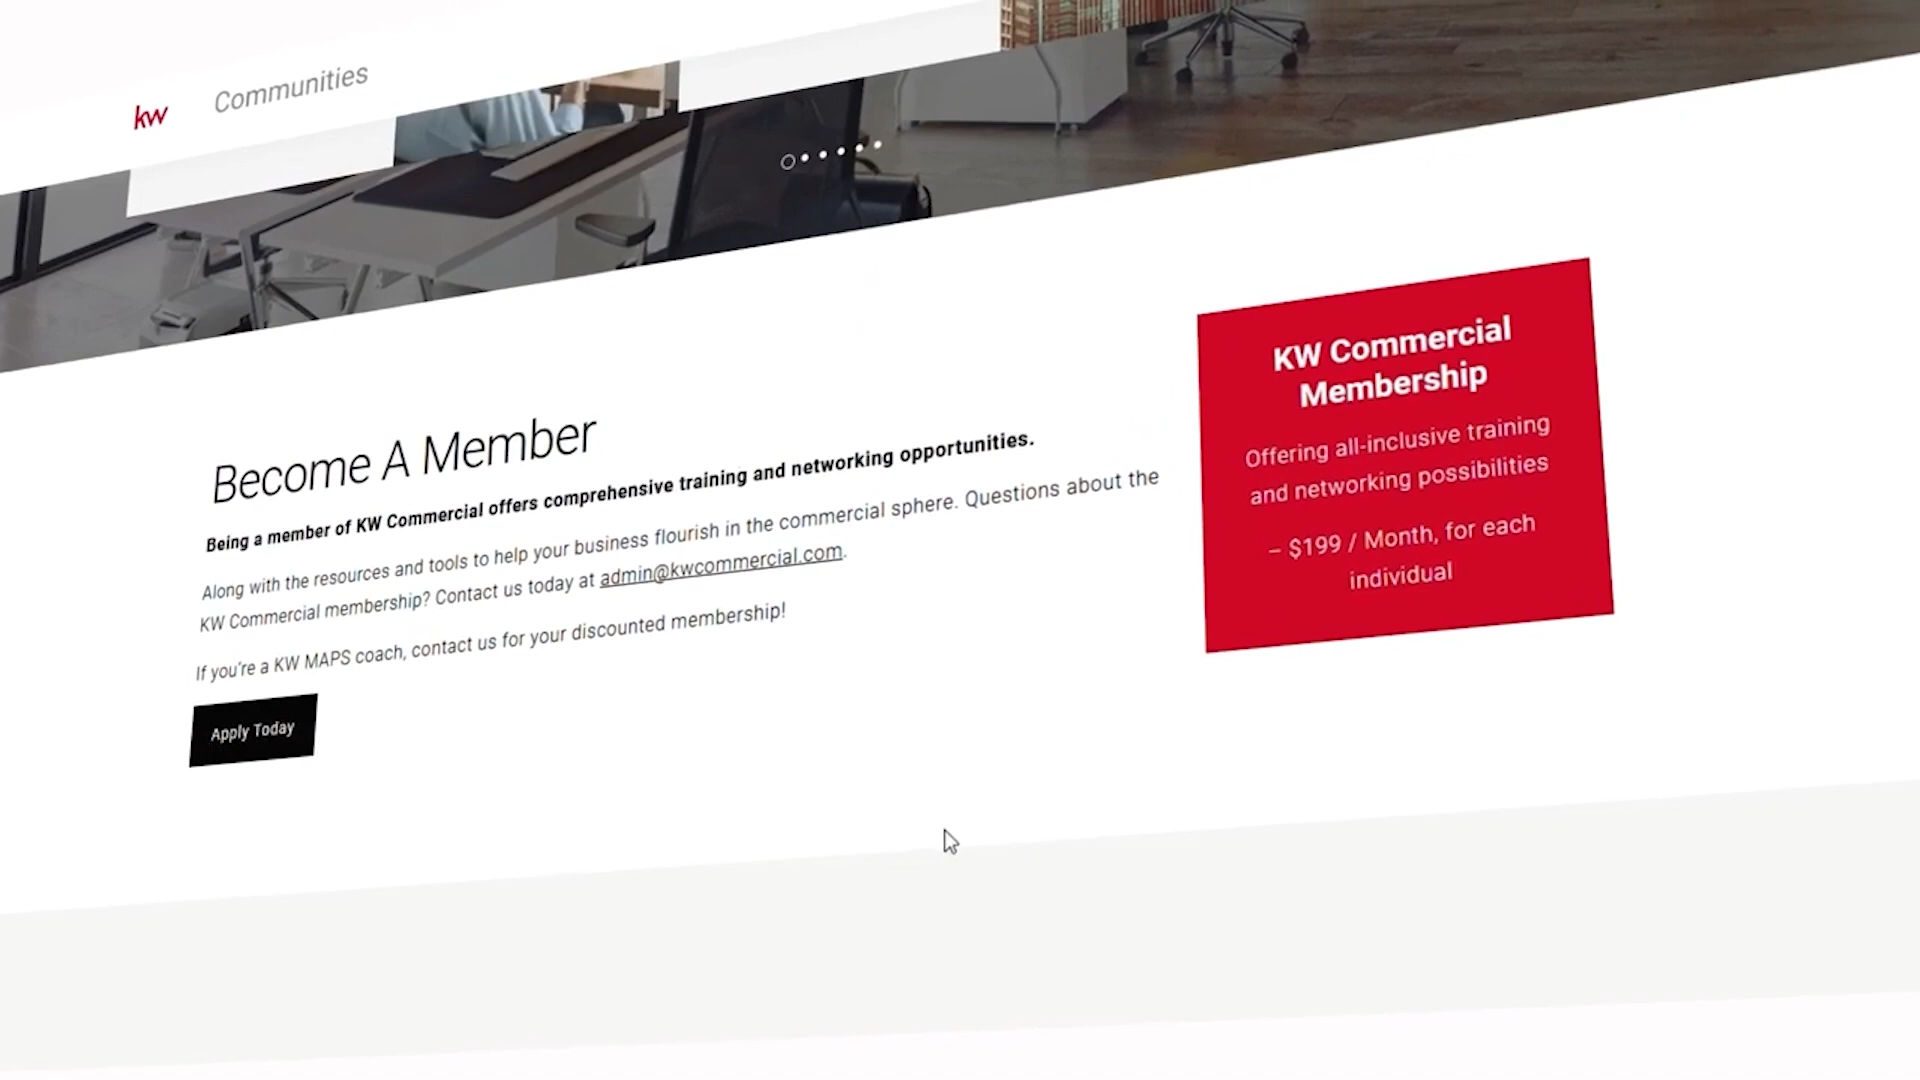 kw Communities
Become A Member
Being a member of KW Commercial offers comprehensive training and networking opportunities.
Along with the resources and tools to help your business flourish in the commercial sphere. Questions about the
KW Commercial membership? Contact us today at admin@kwcommercial.com.
If you're a KW MAPS coach, contact us for your discounted membership!
Apply Today
KW Commercial
Membership
Offering all-inclusive training
and networking possibilities
– $199 / Month, for each
individual